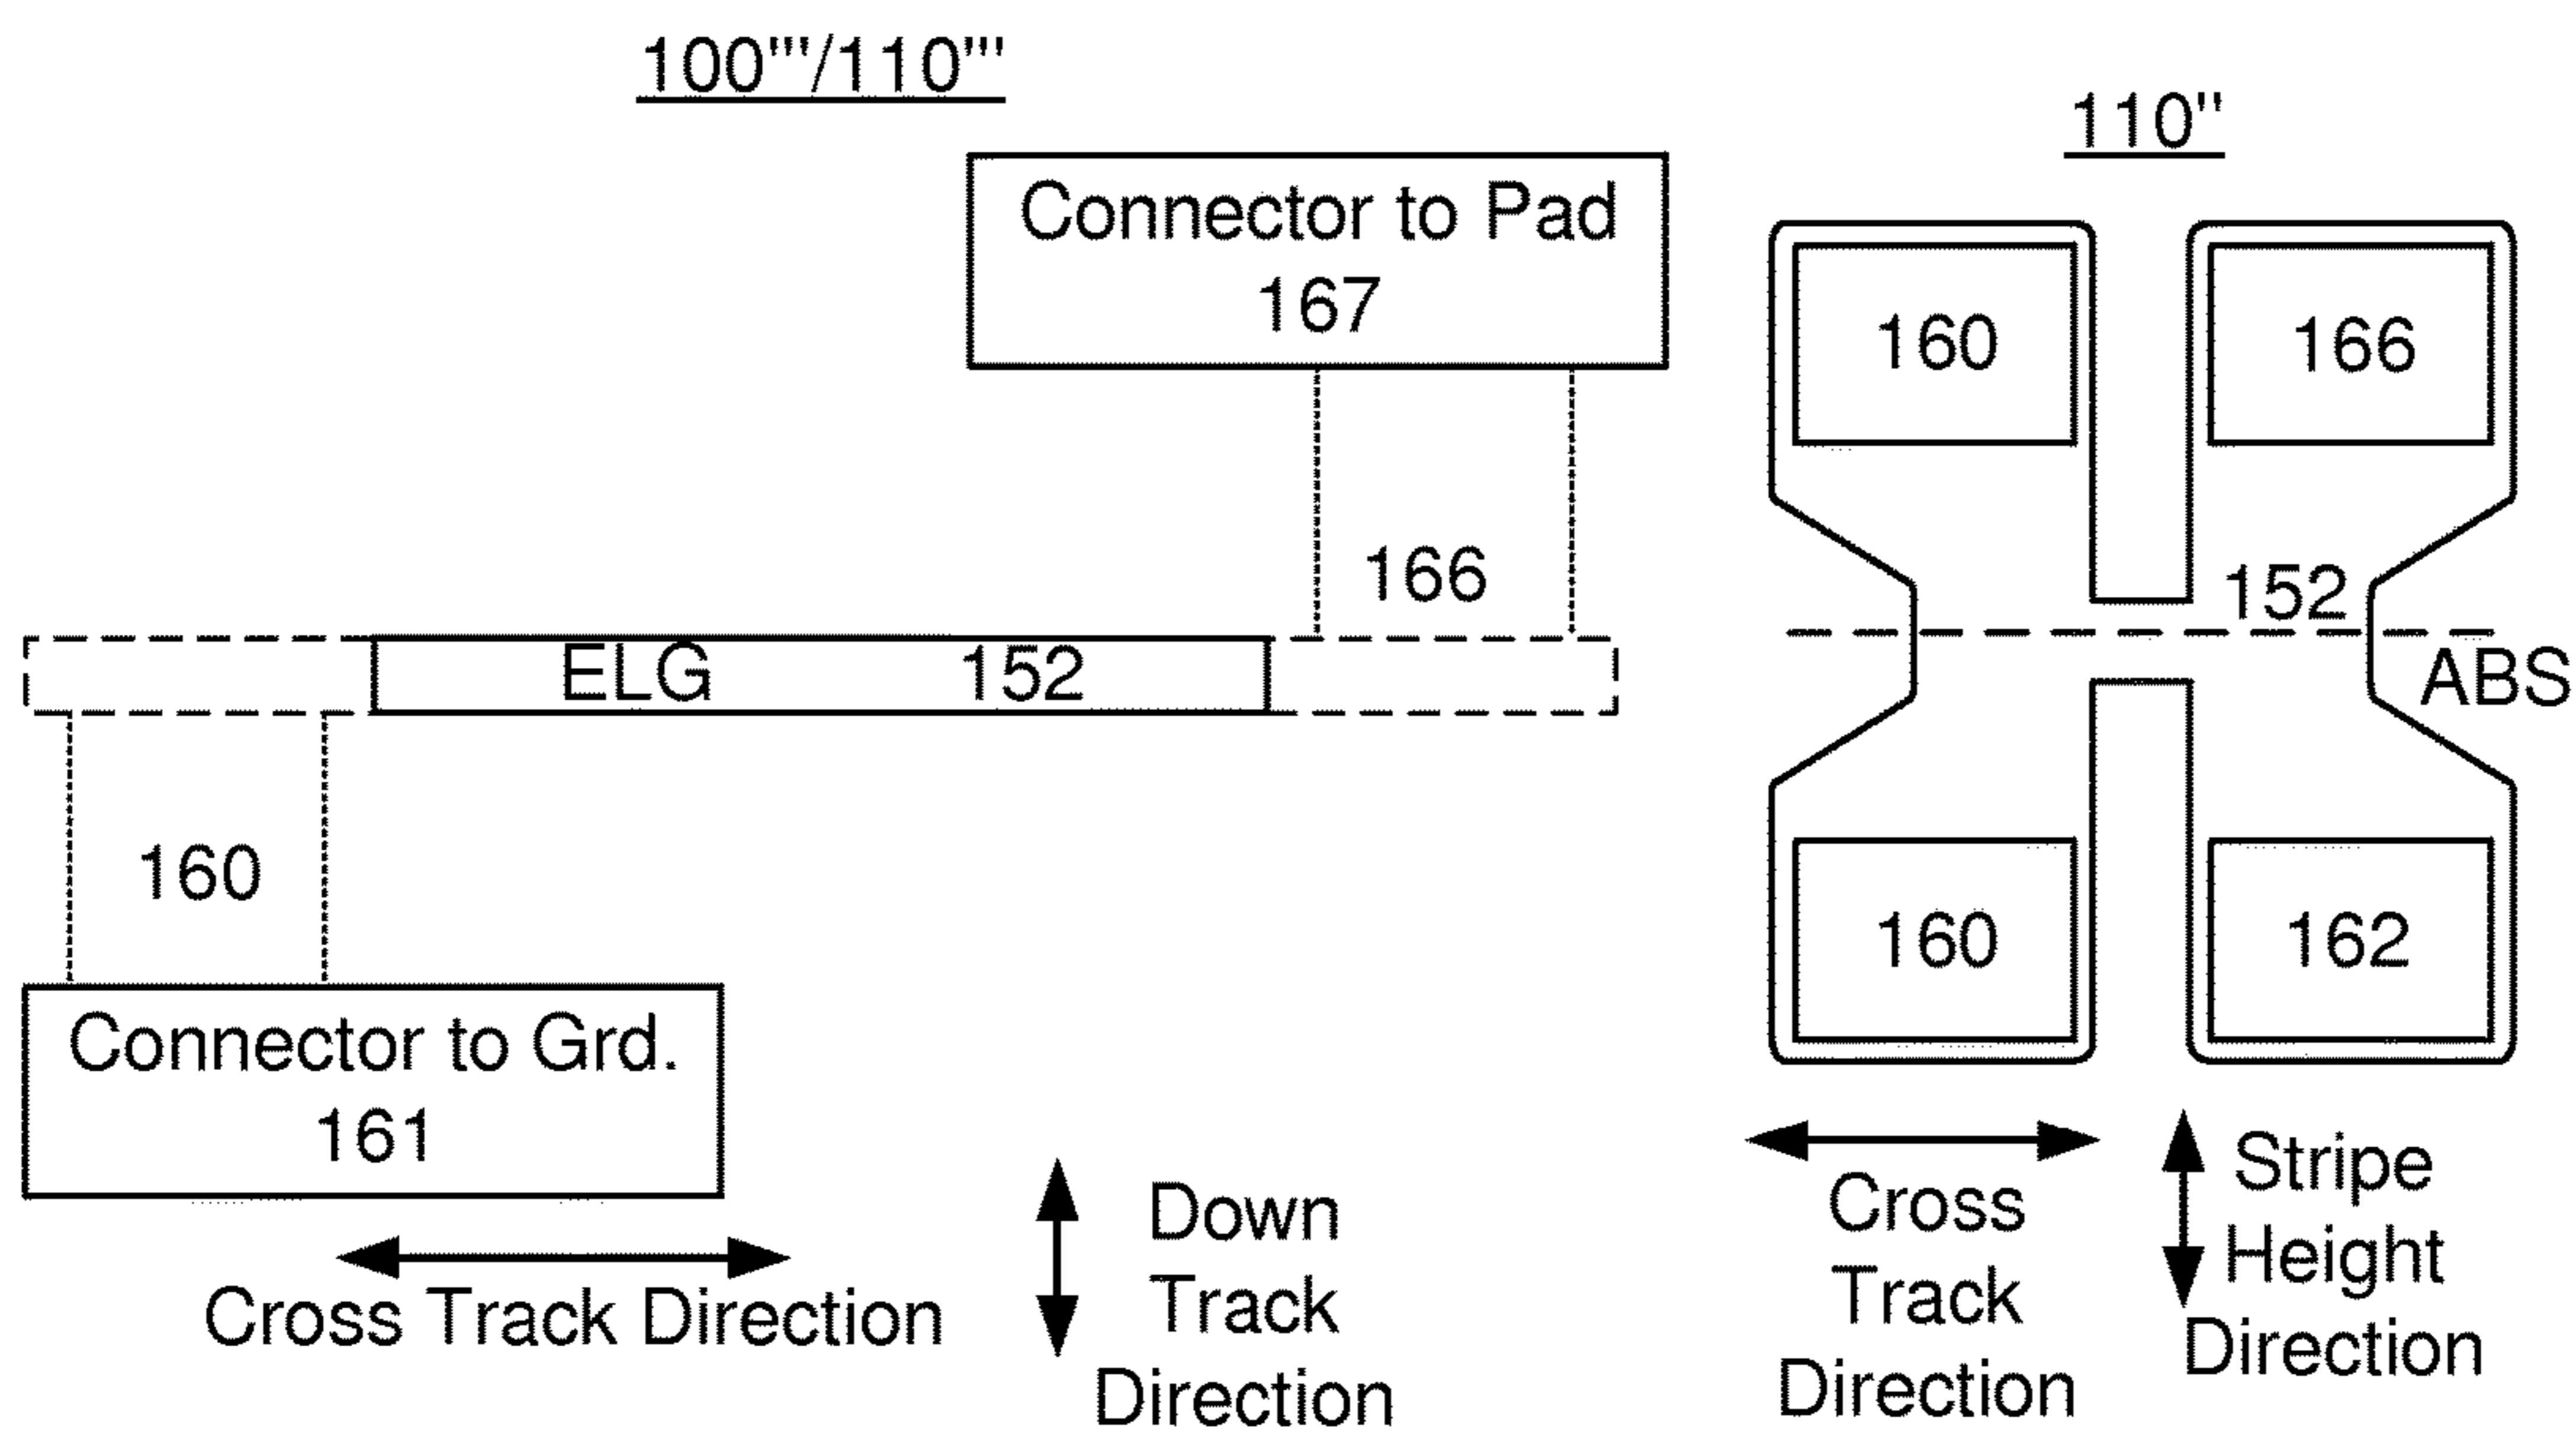 100'''/110'''
Connector to Pad
167
166
ELG 152
160
Connector to Grd.
161
Cross Track Direction
Down
Track
Direction
110''
160 166
152
ABS
160 162
Cross
Track
Direction
Stripe
Height
Direction